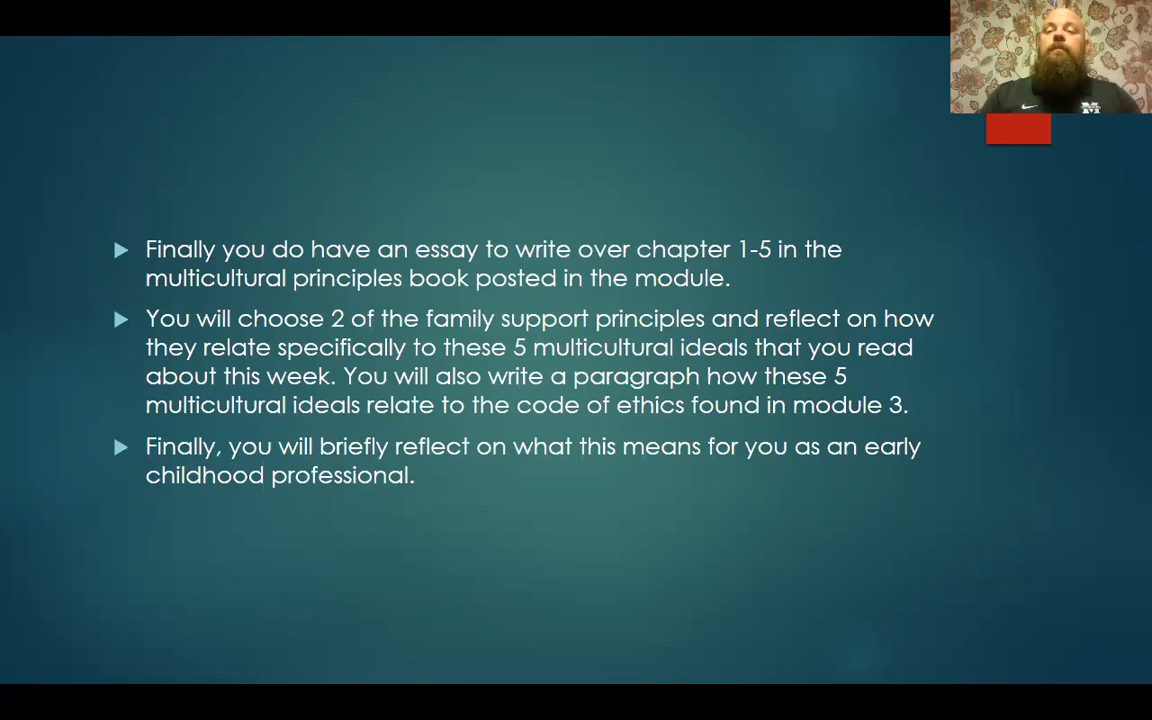 Finally you do have an essay to write over chapter 1-5 in the
multicultural principles book posted in the module.
You will choose 2 of the family support principles and reflect on how
they relate specifically to these 5 multicultural ideals that you read
about this week. You will also write a paragraph how these 5
multicultural ideals relate to the code of ethics found in module 3.
Finally, you will briefly reflect on what this means for you as an early
childhood professional.
M